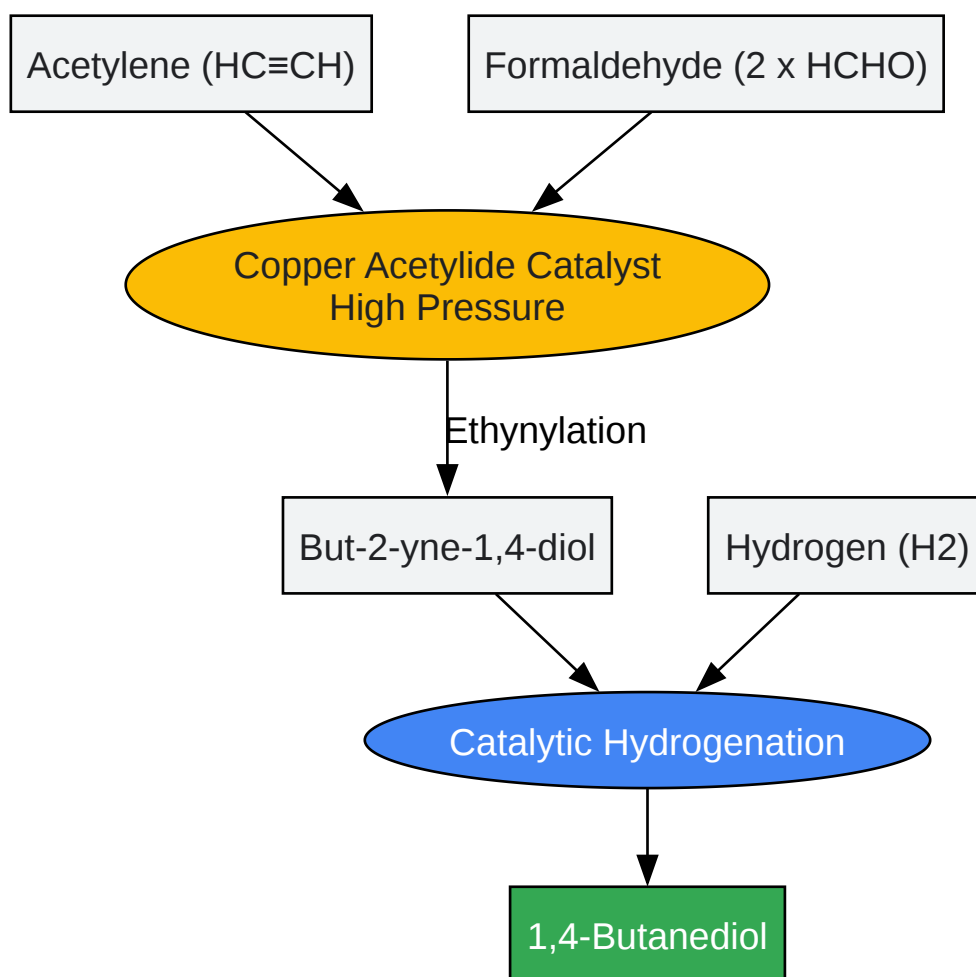 Acetylene (HC≡CH)
Formaldehyde (2 x HCHO)
Copper Acetylide Catalyst
High Pressure
Ethynylation
But-2-yne-1,4-diol
Hydrogen (H2)
Catalytic Hydrogenation
1,4-Butanediol